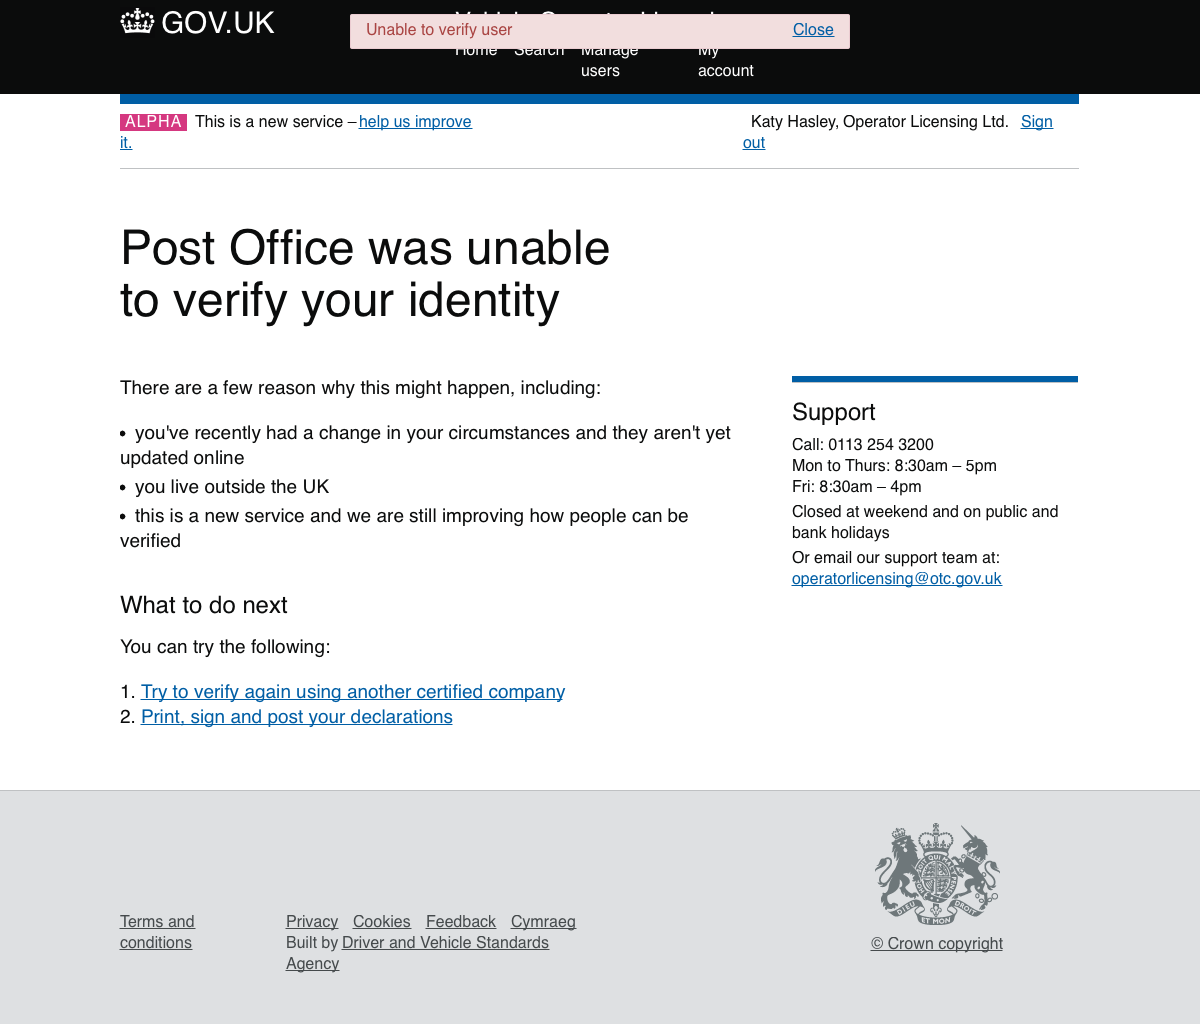 GOV.UK
Unable to verify user Close
Home Search Manage users My account
ALPHA This is a new service – help us improve it.
Katy Hasley, Operator Licensing Ltd. Sign out
Post Office was unable
to verify your identity
There are a few reason why this might happen, including:
• you've recently had a change in your circumstances and they aren't yet
updated online
• you live outside the UK
• this is a new service and we are still improving how people can be
verified
What to do next
You can try the following:
1. Try to verify again using another certified company
2. Print, sign and post your declarations
Support
Call: 0113 254 3200
Mon to Thurs: 8:30am – 5pm
Fri: 8:30am – 4pm
Closed at weekend and on public and
bank holidays
Or email our support team at:
operatorlicensing@otc.gov.uk
Terms and
conditions
Privacy Cookies Feedback Cymraeg
Built by Driver and Vehicle Standards
Agency
DIEU ET MON DROIT
© Crown copyright